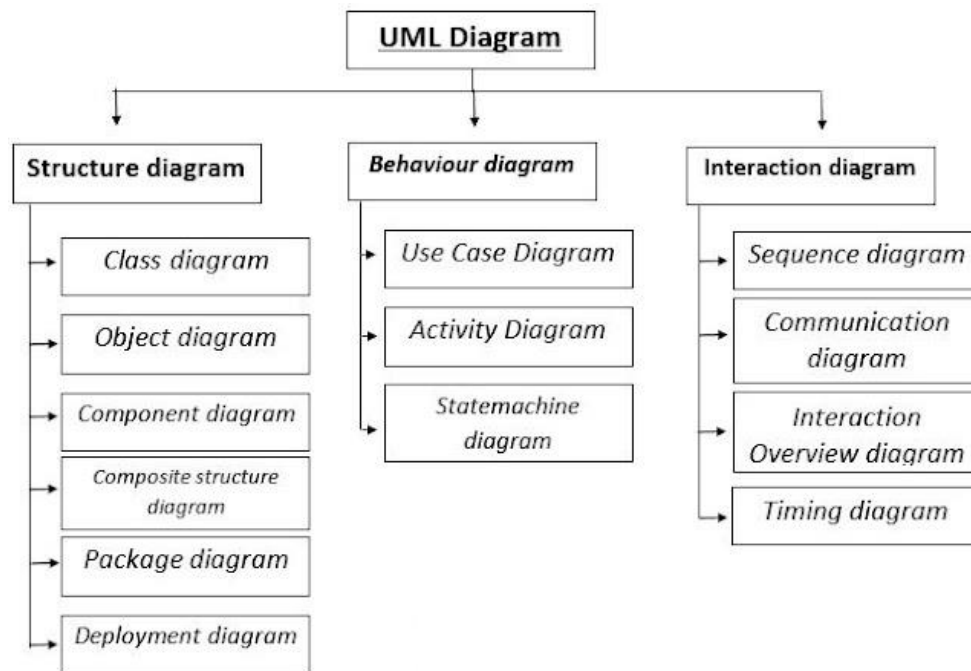 UML Diagram
Structure diagram
Class diagram
Object diagram
Component diagram
Composite structure
diagram
Package diagram
Deployment diagram
Behaviour diagram
Use Case Diagram
Activity Diagram
Statemachine
diagram
Interaction diagram
Sequence diagram
Communication
diagram
Interaction
Overview diagram
Timing diagram